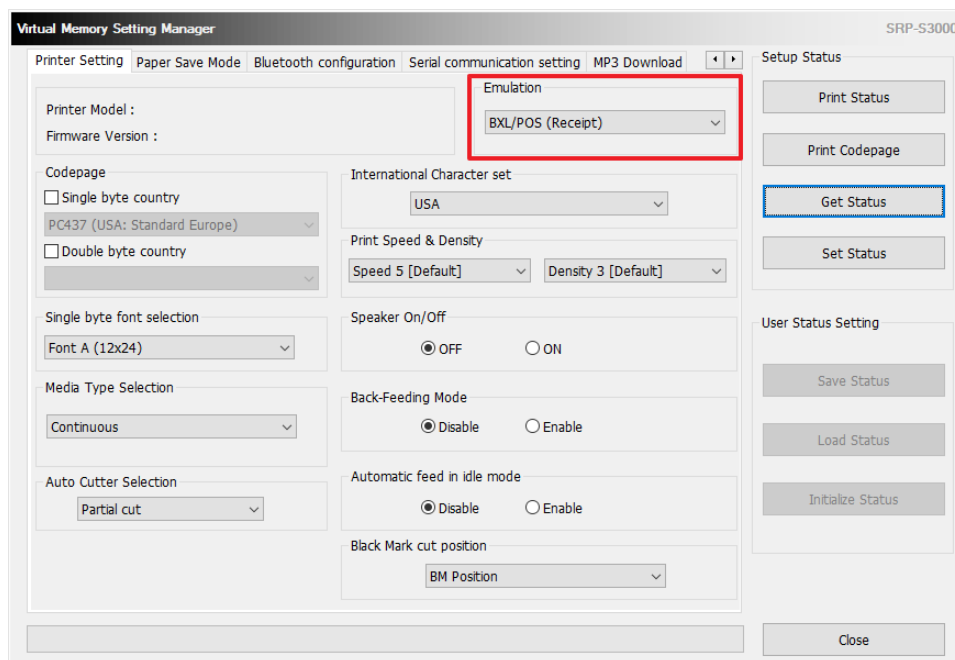 Virtual Memory Setting Manager
SRP-S3000
Printer Setting
Paper Save Mode
Bluetooth configuration
Serial communication setting
MP3 Download
Printer Model :
Firmware Version :
Emulation
BXL/POS (Receipt)
Codepage
Single byte country
PC437 (USA: Standard Europe)
Double byte country
International Character set
USA
Print Speed & Density
Speed 5 [Default]
Density 3 [Default]
Single byte font selection
Font A (12x24)
Speaker On/Off
OFF
ON
Media Type Selection
Continuous
Back-Feeding Mode
Disable
Enable
Auto Cutter Selection
Partial cut
Automatic feed in idle mode
Disable
Enable
Black Mark cut position
BM Position
Setup Status
Print Status
Print Codepage
Get Status
Set Status
User Status Setting
Save Status
Load Status
Initialize Status
Close